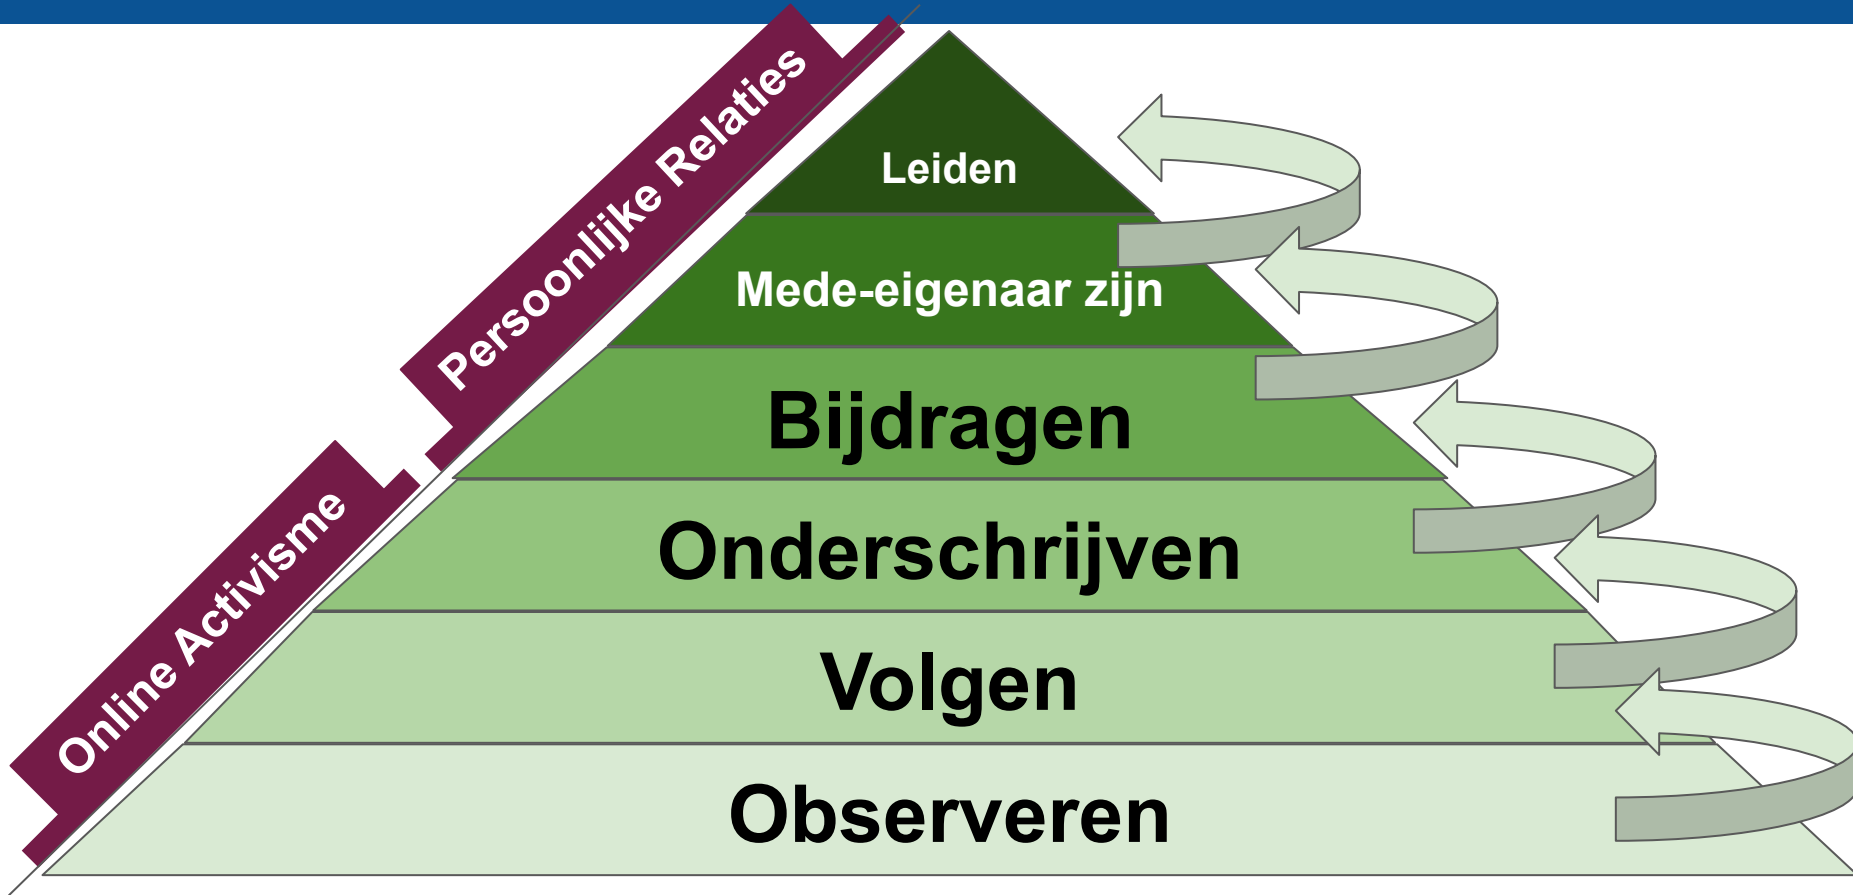 Persoonlijke Relaties
Leiden
Mede-eigenaar zijn
Bijdragen
Online Activisme
Onderschrijven
Volgen
Observeren